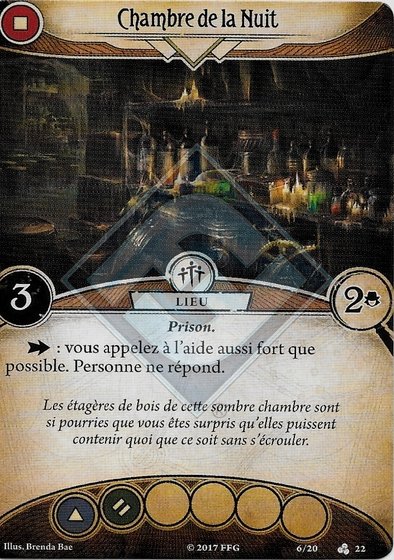 Chambre de la Nuit
3
LIEU
2
Prison.
: vous appelez à l'aide aussi fort que
possible. Personne ne répond.
Les étagères de bois de cette sombre chambre sont
si pourries que vous êtes surpris qu'elles puissent
contenir quoi que ce soit sans s'écrouler.
Illus. Brenda Bae
© 2017 FFG
6/20
22